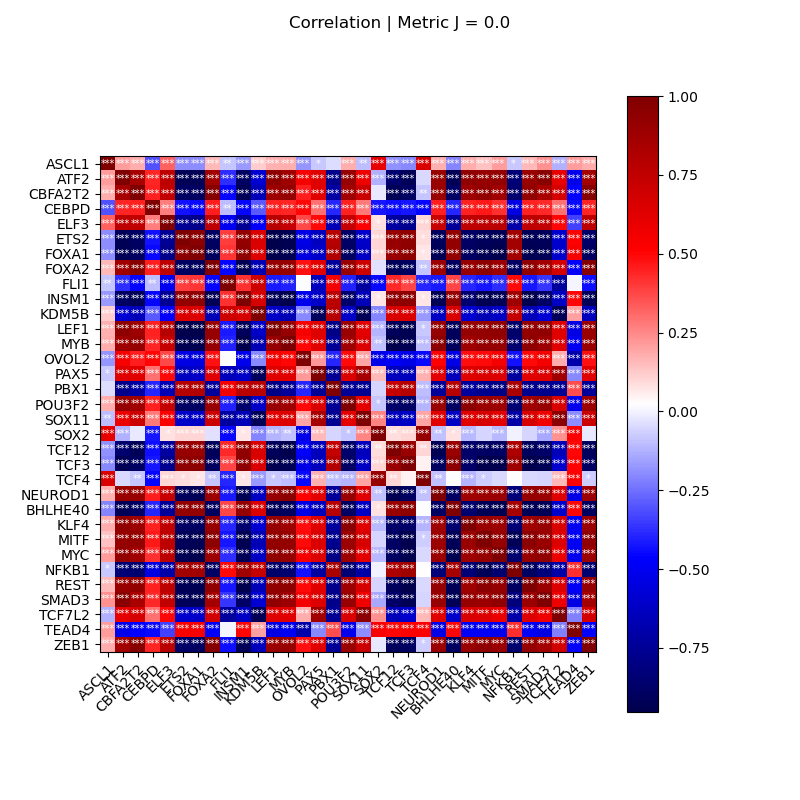 Correlation | Metric J = 0.0
ASCL1
ATF2
CBFA2T2
CEBPD
ELF3
ETS2
FOXA1
FOXA2
FLI1
INSM1
KDM5B
LEF1
MYB
OVOL2
PAX5
PBX1
POU3F2
SOX11
SOX2
TCF12
TCF3
TCF4
NEUROD1
BHLHE40
KLF4
MITF
MYC
NFKB1
REST
SMAD3
TCF7L2
TEAD4
ZEB1
ASCL1
ATF2
CBFA2T2
CEBPD
ELF3
ETS2
FOXA1
FOXA2
FLI1
INSM1
KDM5B
LEF1
MYB
OVOL2
PAX5
PBX1
POU3F2
SOX11
SOX2
TCF12
TCF3
TCF4
NEUROD1
BHLHE40
KLF4
MITF
MYC
NFKB1
REST
SMAD3
TCF7L2
TEAD4
ZEB1
1.00
0.75
0.50
0.25
0.00
−0.25
−0.50
−0.75